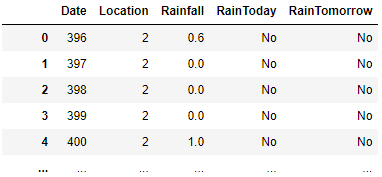 Date Location Rainfall RainToday RainTomorrow
0 396 2 0.6 No No
1 397 2 0.0 No No
2 398 2 0.0 No No
3 399 2 0.0 No No
4 400 2 1.0 No No
... ... ... ... ... ...